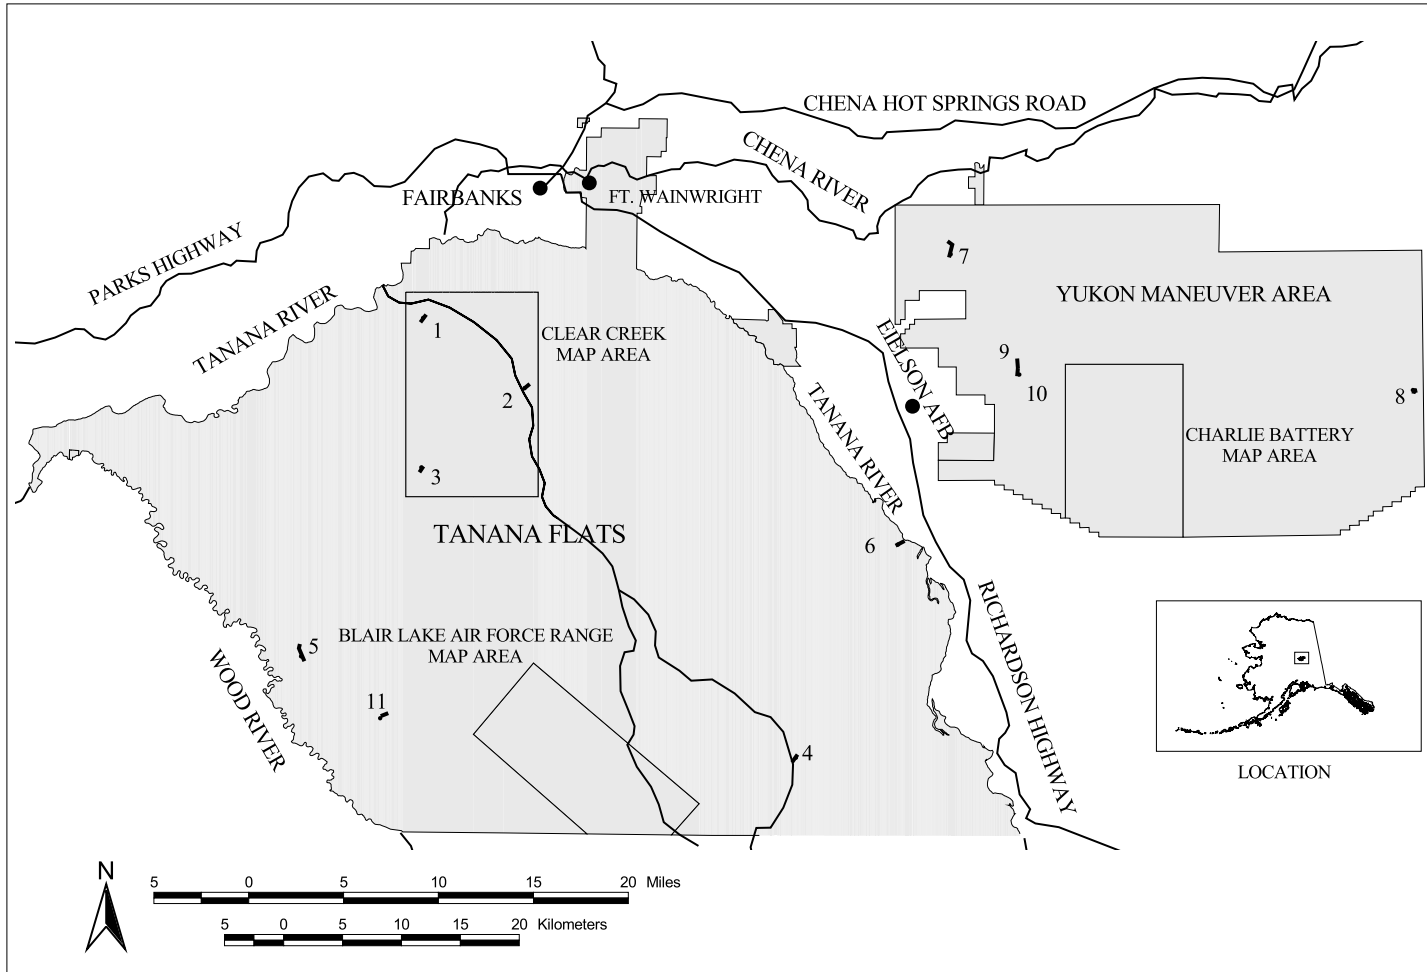 CHENA HOT SPRINGS ROAD
CHENA RIVER
FAIRBANKS
FT. WAINWRIGHT
PARKS HIGHWAY
TANANA RIVER
7
YUKON MANEUVER AREA
1
CLEAR CREEK
MAP AREA
EIELSON AFB
9
10
8
2
TANANA RIVER
CHARLIE BATTERY
MAP AREA
3
TANANA FLATS
6
RICHARDSON HIGHWAY
BLAIR LAKE AIR FORCE RANGE
MAP AREA
5
WOOD RIVER
11
4
LOCATION
N
5 0 5 10 15 20 Miles
5 0 5 10 15 20 Kilometers